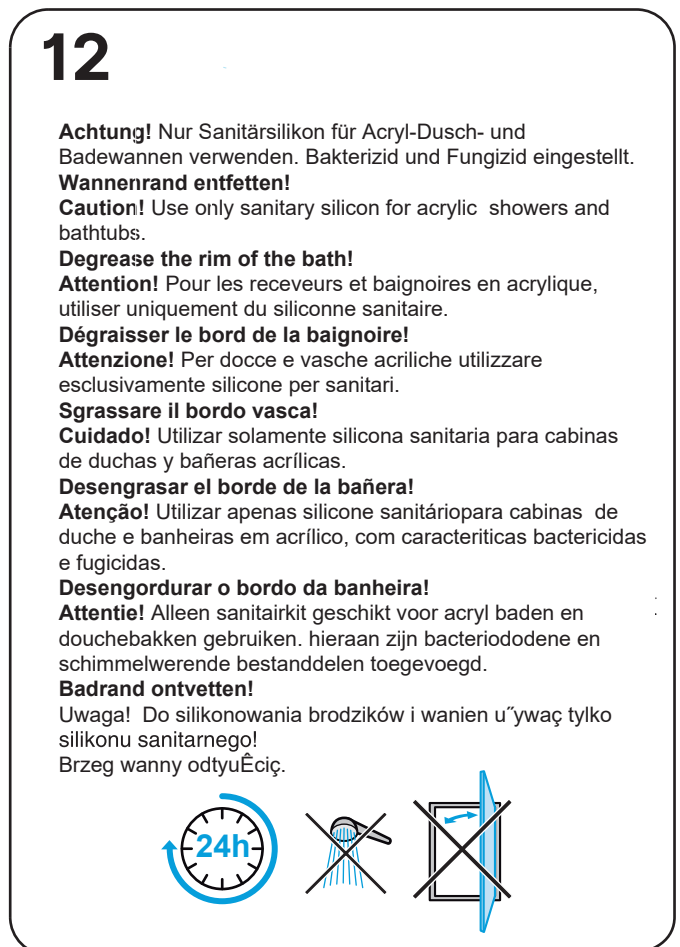 12
Achtung! Nur Sanitärsilikon für Acryl-Dusch- und
Badewannen verwenden. Bakterizid und Fungizid eingestellt.
Wannenrand entfetten!
Caution! Use only sanitary silicon for acrylic showers and
bathtubs.
Degrease the rim of the bath!
Attention! Pour les receveurs et baignoires en acrylique,
utiliser uniquement du siliconne sanitaire.
Dégraisser le bord de la baignoire!
Attenzione! Per docce e vasche acriliche utilizzare
esclusivamente silicone per sanitari.
Sgrassare il bordo vasca!
Cuidado! Utilizar solamente silicona sanitaria para cabinas
de duchas y bañeras acrílicas.
Desengrasar el borde de la bañera!
Atenção! Utilizar apenas silicone sanitáriopara cabinas de
duche e banheiras em acrílico, com caracteriticas bactericidas
e fugicidas.
Desengordurar o bordo da banheira!
Attentie! Alleen sanitairkit geschikt voor acryl baden en
douchebakken gebruiken. hieraan zijn bacteriododene en
schimmelwerende bestanddelen toegevoegd.
Badrand ontvetten!
Uwaga! Do silikonowania brodzików i wanien u˝ywaç tylko
silikonu sanitarnego!
Brzeg wanny odtyuÊciç.
24h